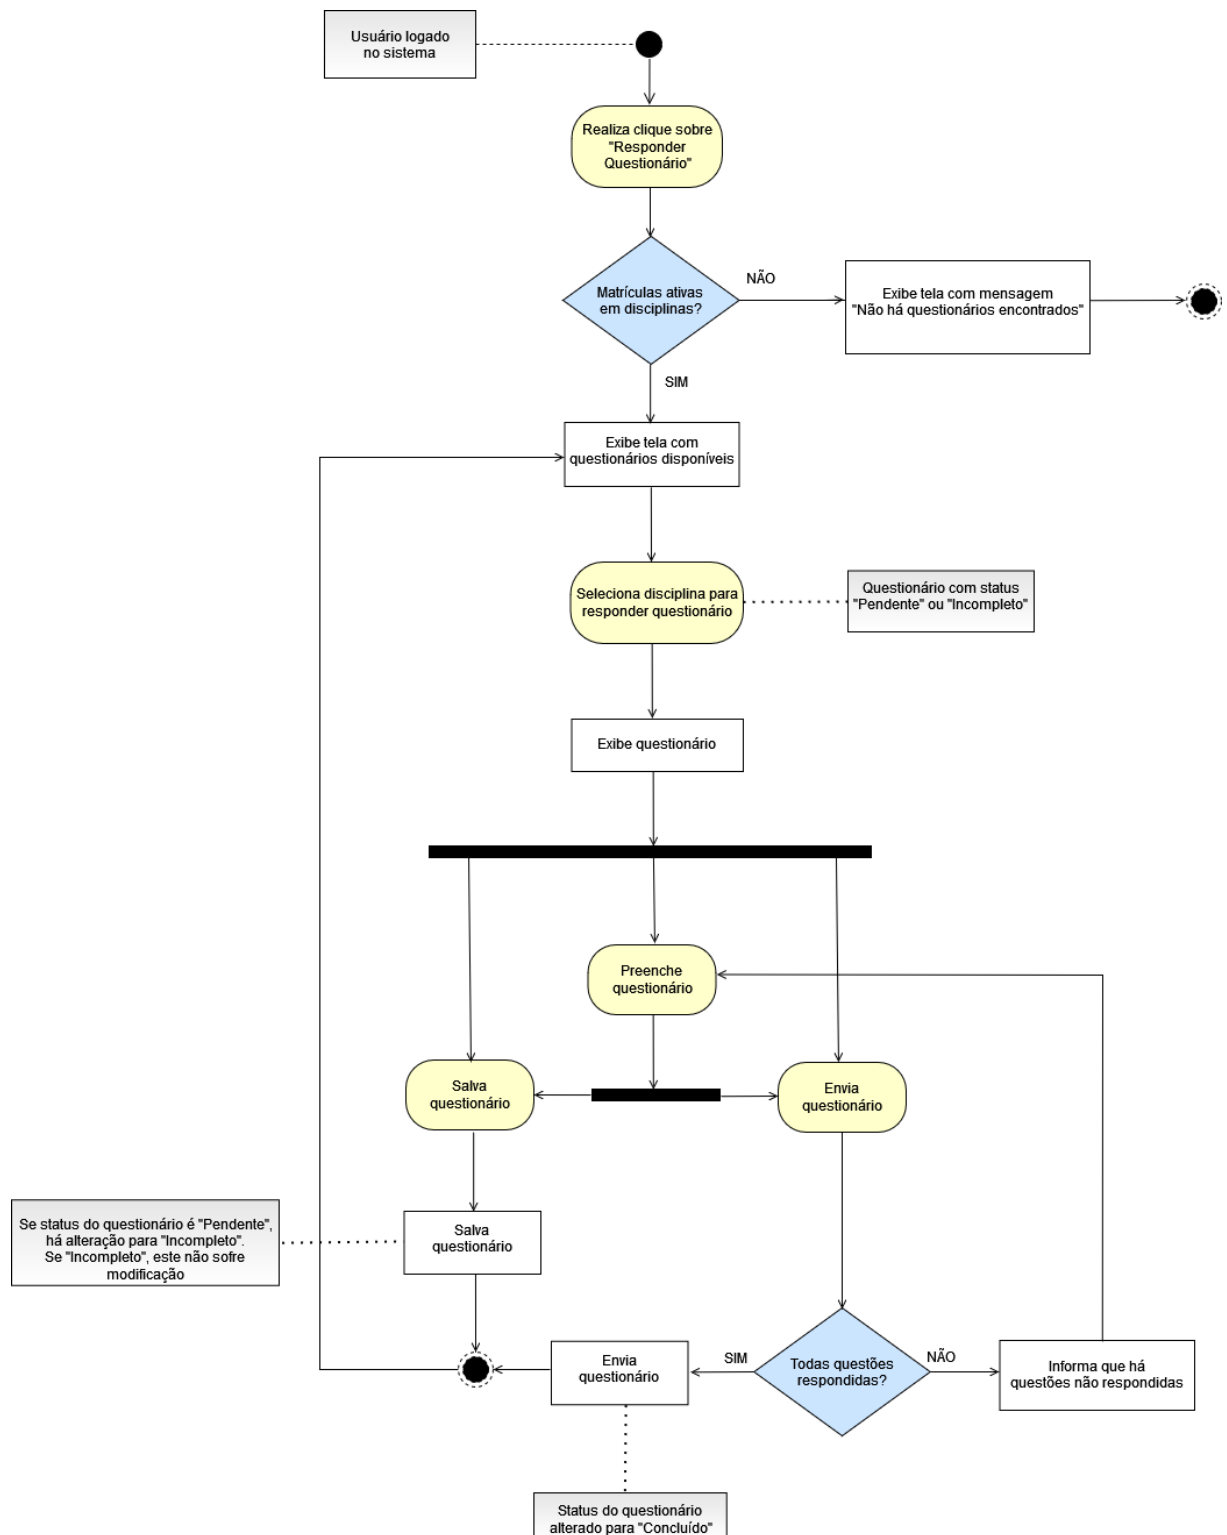 Usuário logado
no sistema
Realiza clique sobre
"Responder
Questionário"
Matrículas ativas
em disciplinas?
NÃO
Exibe tela com mensagem
"Não há questionários encontrados"
SIM
Exibe tela com
questionários disponíveis
Seleciona disciplina para
responder questionário
Questionário com status
"Pendente" ou "Incompleto"
Exibe questionário
Preenche
questionário
Salva
questionário
Envia
questionário
Se status do questionário é "Pendente",
há alteração para "Incompleto".
Se "Incompleto", este não sofre
modificação
Salva
questionário
Envia
questionário
SIM
Todas questões
respondidas?
NÃO
Informa que há
questões não respondidas
Status do questionário
alterado para "Concluído"